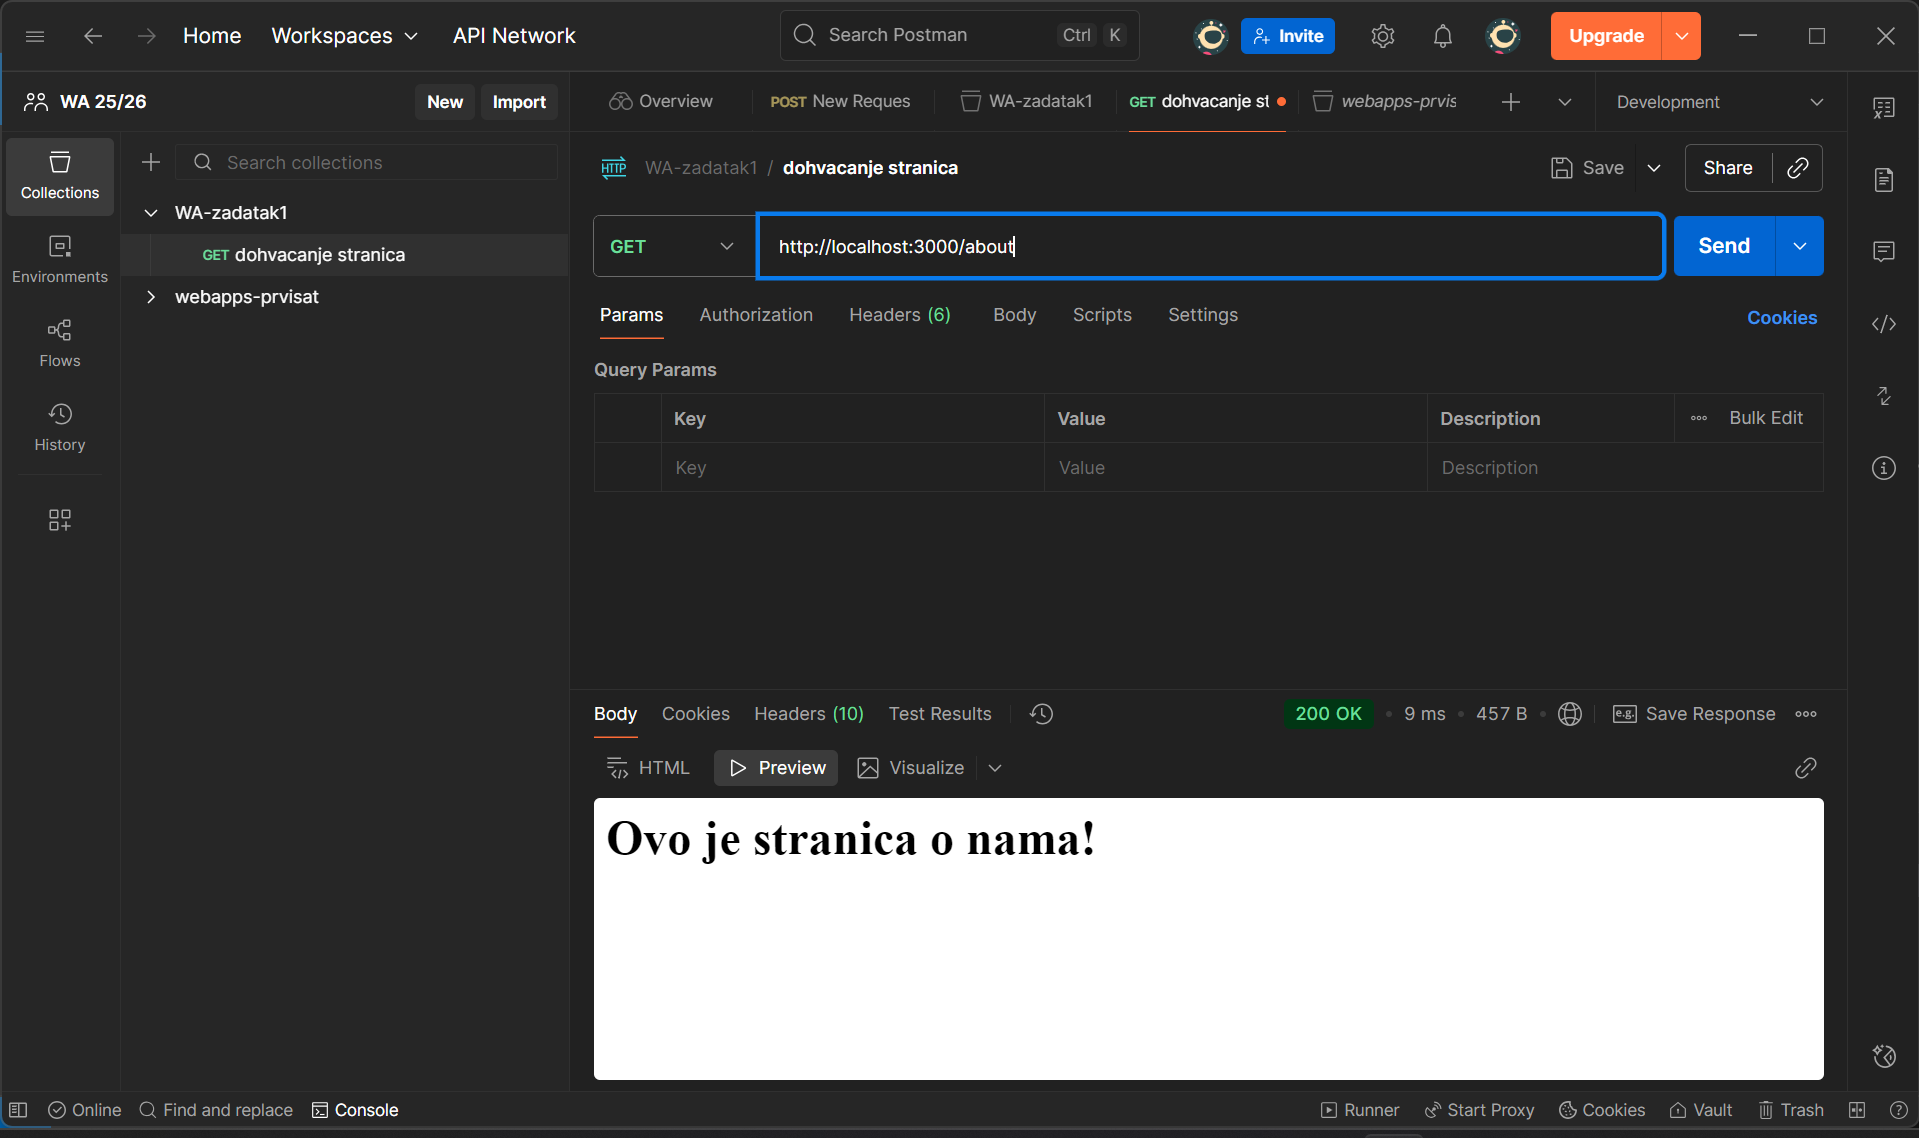 Home Workspaces API Network Search Postman Ctrl K Invite Upgrade
WA 25/26 New Import Overview POST New Reques WA-zadatak1 GET dohvacanje st webapps-prvis Development
Collections Search collections HTTP WA-zadatak1 / dohvacanje stranica Save Share
WA-zadatak1
GET dohvacanje stranica
webapps-prvisat
Environments
Flows
History
GET http://localhost:3000/about Send
Params Authorization Headers (6) Body Scripts Settings Cookies
Query Params
Key Value Description Bulk Edit
Key Value Description
Body Cookies Headers (10) Test Results 200 OK 9 ms 457 B e.g. Save Response
HTML Preview Visualize
Ovo je stranica o nama!
Online Find and replace Console Runner Start Proxy Cookies Vault Trash